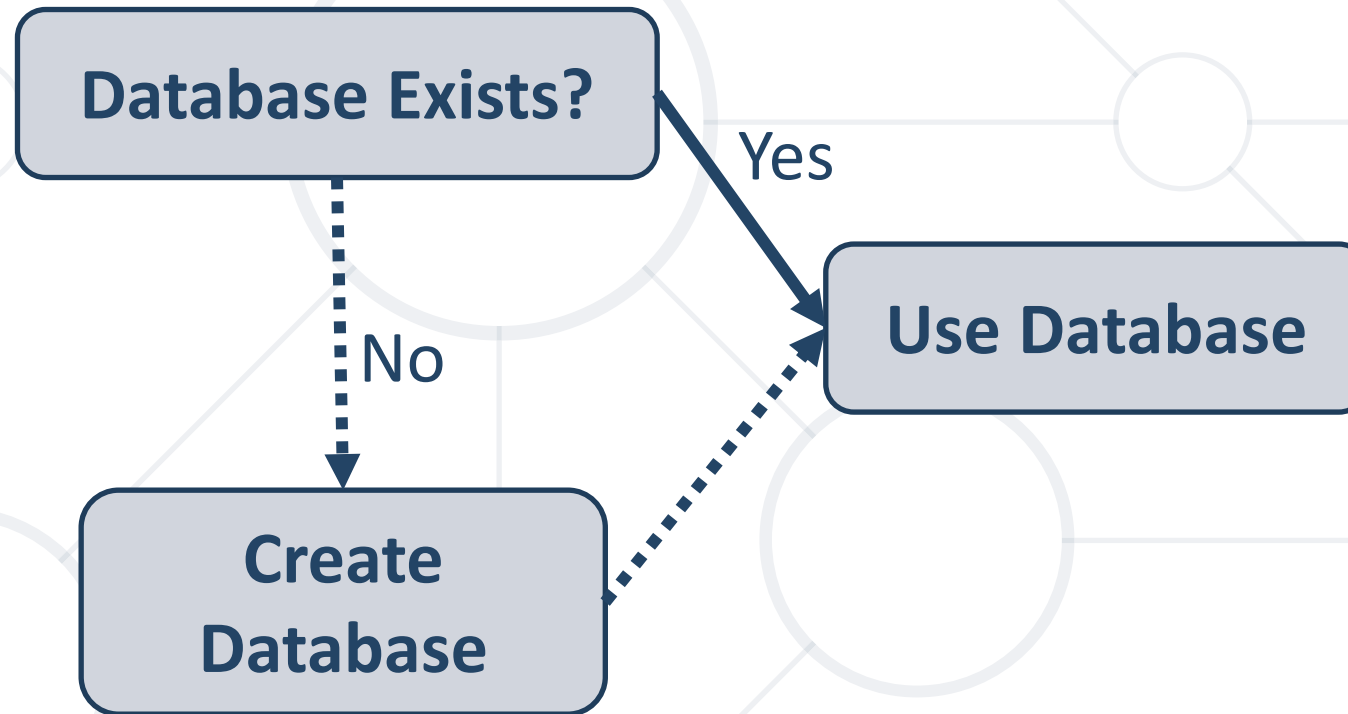 Database Exists?
Yes
Use Database
No
Create
Database